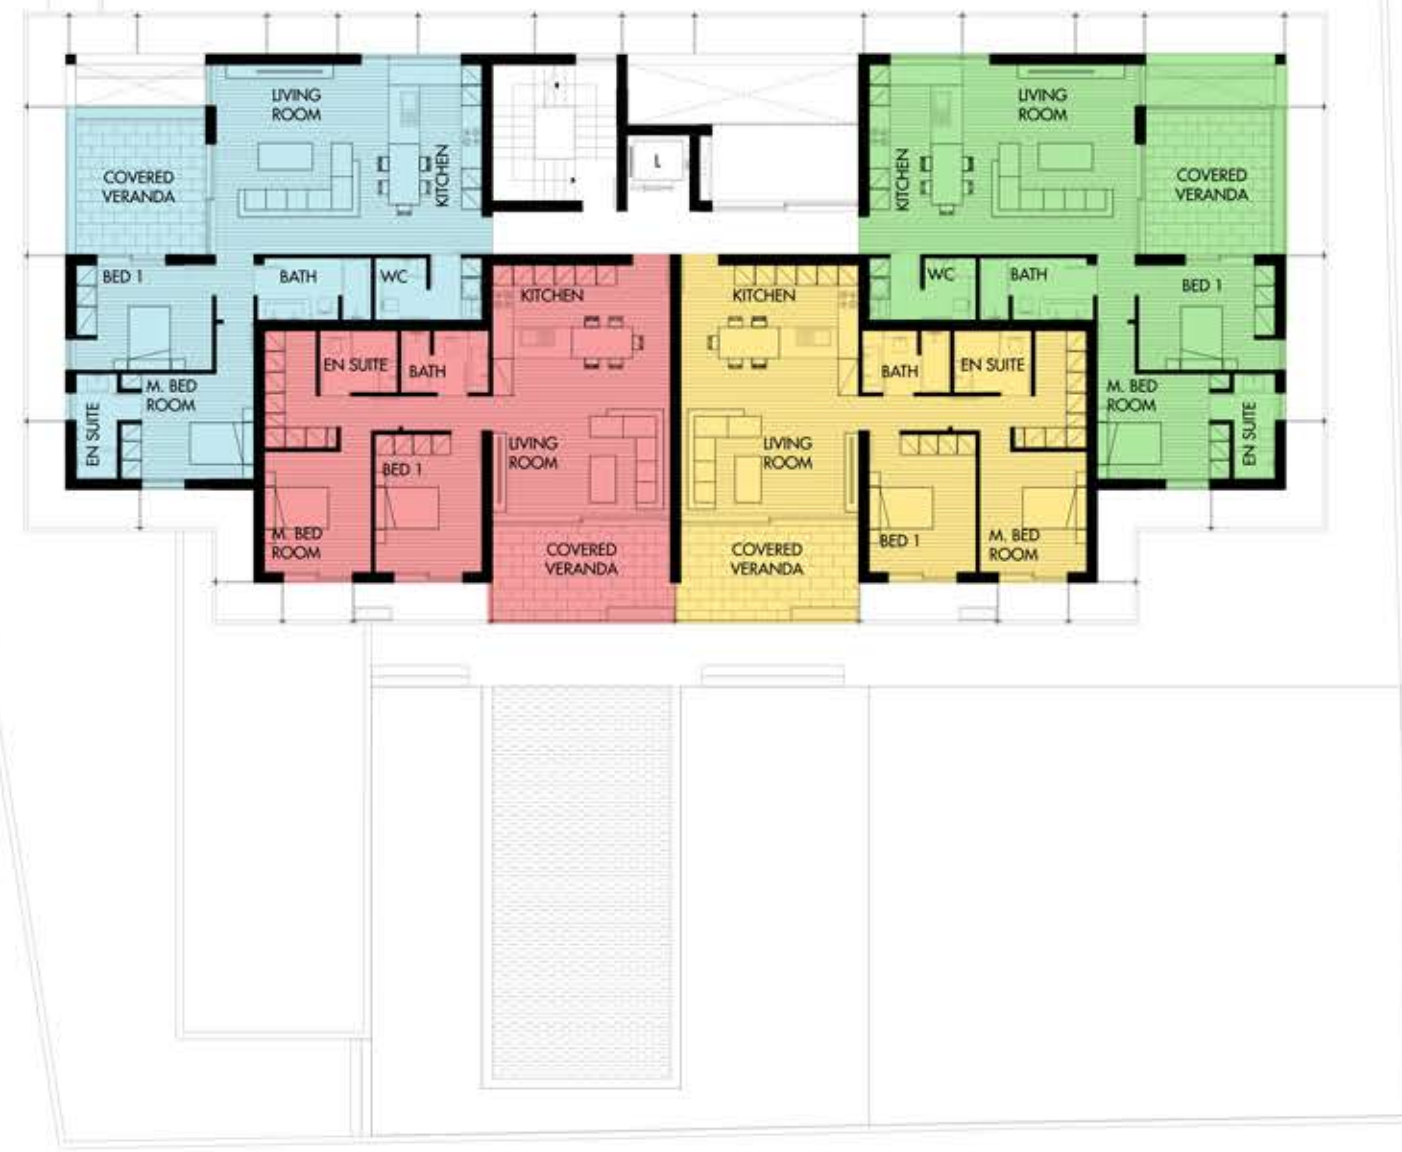 LIVING
ROOM
KITCHEN
COVERED
VERANDA
BED 1
BATH
WC
M. BED
ROOM
EN SUITE
L
LIVING
ROOM
KITCHEN
COVERED
VERANDA
WC
BATH
BED 1
M. BED
ROOM
EN SUITE
KITCHEN
EN SUITE
BATH
LIVING
ROOM
BED 1
M. BED
ROOM
COVERED
VERANDA
KITCHEN
BATH
EN SUITE
LIVING
ROOM
BED 1
M. BED
ROOM
COVERED
VERANDA